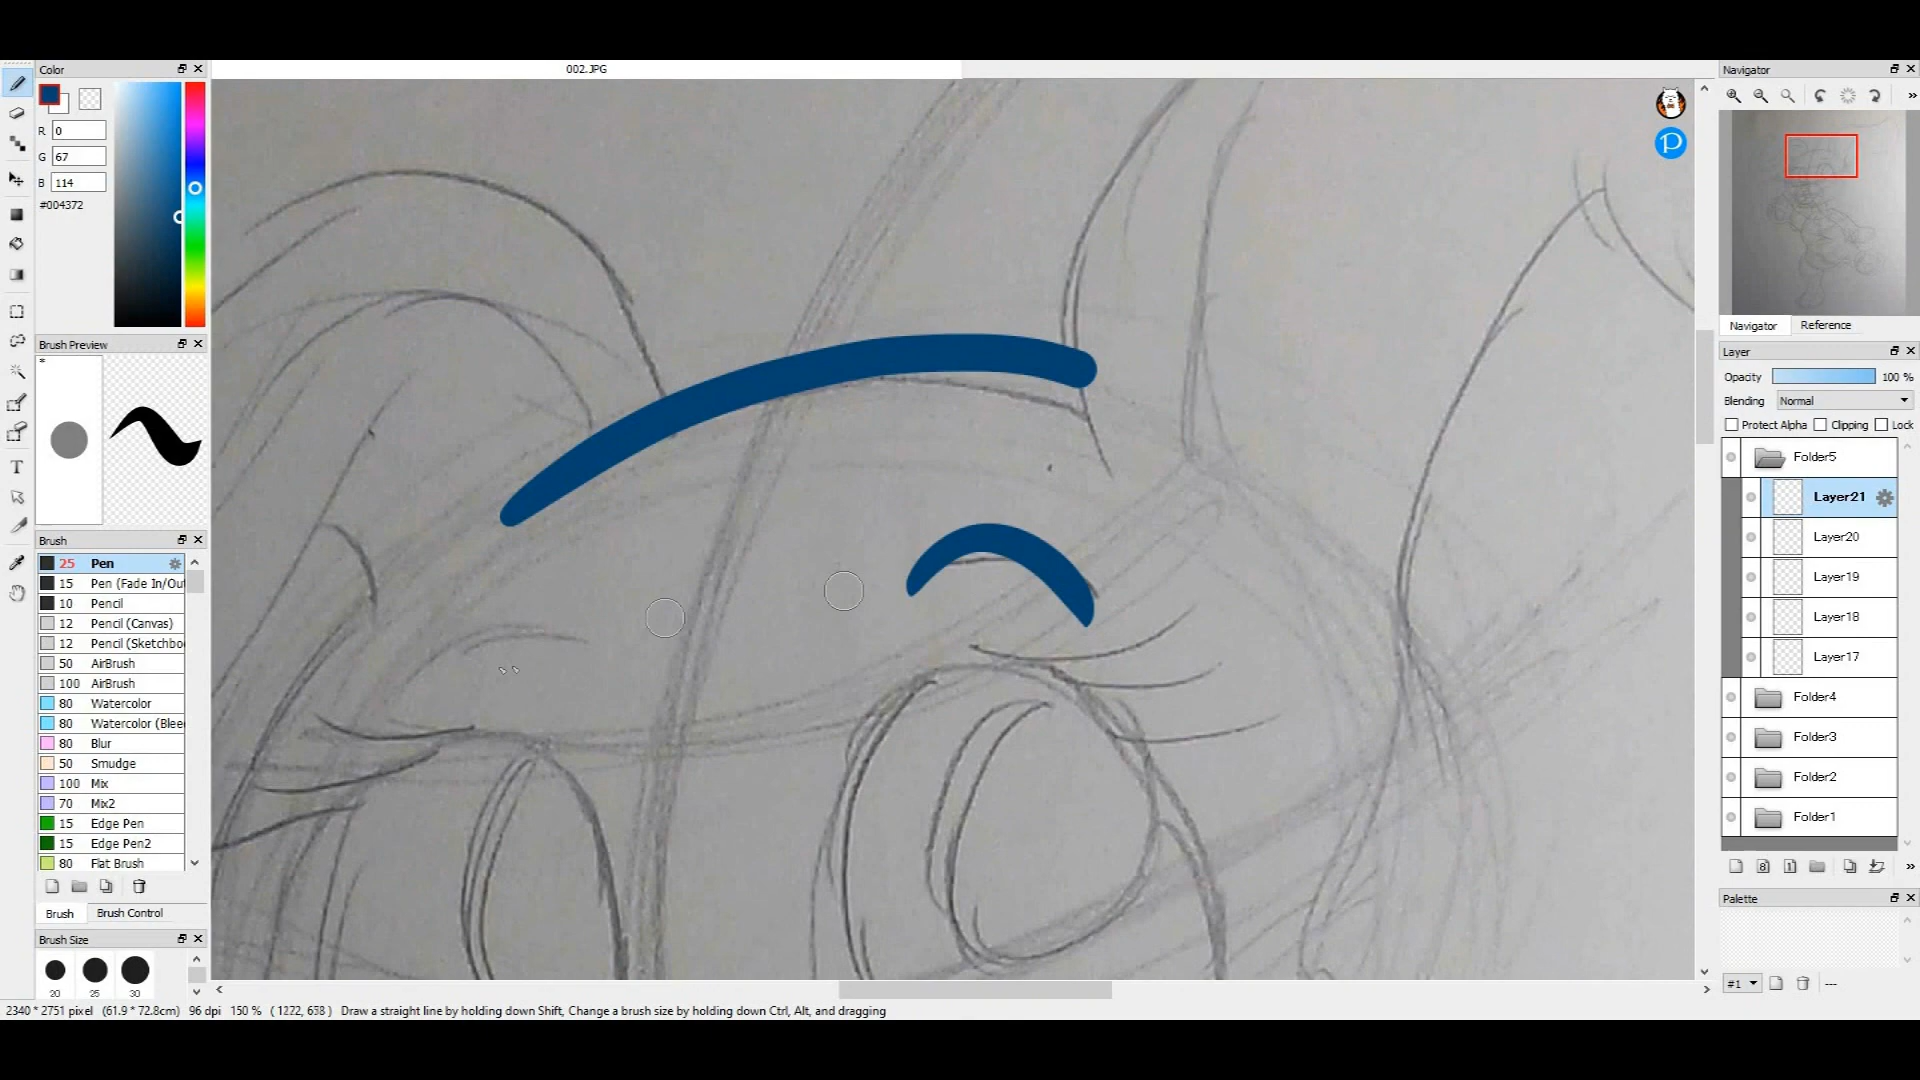 Color
002.JPG
Navigator
R 0
G 67
B 114
#004372
Brush Preview
*
Brush
25 Pen
15 Pen (Fade In/Out
10 Pencil
12 Pencil (Canvas)
12 Pencil (Sketchboo
50 AirBrush
100 AirBrush
80 Watercolor
80 Watercolor (Blee
80 Blur
50 Smudge
100 Mix
70 Mix2
15 Edge Pen
15 Edge Pen2
80 Flat Brush
Brush
Brush Control
Brush Size
20 25 30
T
P
Navigator
Reference
Layer
Opacity 100 %
Blending Normal
Protect Alpha Clipping Lock
Folder5
Layer21
Layer20
Layer19
Layer18
Layer17
Folder4
Folder3
Folder2
Folder1
8 1
Palette
#1 ---
2340 * 2751 pixel (61.9 * 72.8cm) 96 dpi 150 % ( 1272, 638 ) Draw a straight line by holding down Shift, Change a brush size by holding down Ctrl, Alt, and dragging